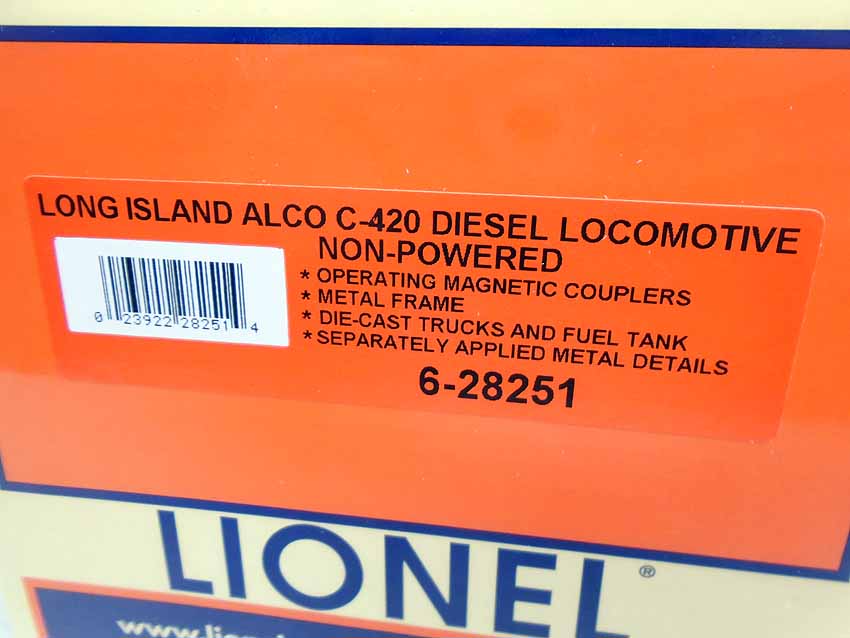 LONG ISLAND ALCO C-420 DIESEL LOCOMOTIVE
NON-POWERED
* OPERATING MAGNETIC COUPLERS
* METAL FRAME
* DIE-CAST TRUCKS AND FUEL TANK
* SEPARATELY APPLIED METAL DETAILS
0 23922 28251 4
6-28251
LIONEL®